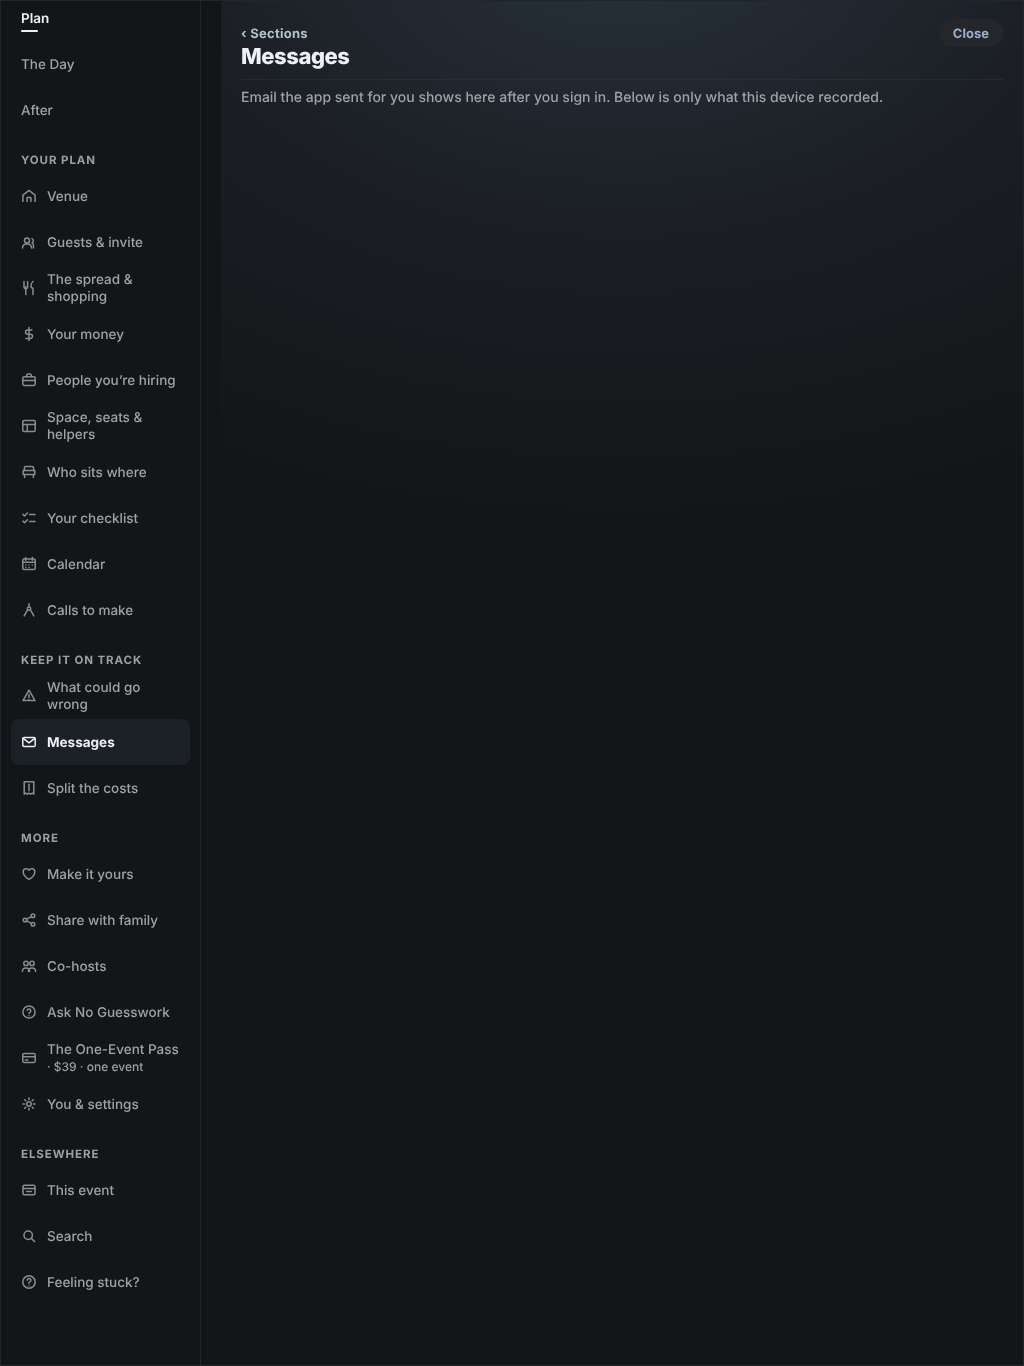 Plan
The Day
After
YOUR PLAN
Venue
Guests & invite
The spread &
shopping
Your money
People you’re hiring
Space, seats &
helpers
Who sits where
Your checklist
Calendar
Calls to make
KEEP IT ON TRACK
What could go
wrong
Messages
Split the costs
MORE
Make it yours
Share with family
Co-hosts
Ask No Guesswork
The One-Event Pass
· $39 · one event
You & settings
ELSEWHERE
This event
Search
Feeling stuck?
‹ Sections
Close
Messages
Email the app sent for you shows here after you sign in. Below is only what this device recorded.